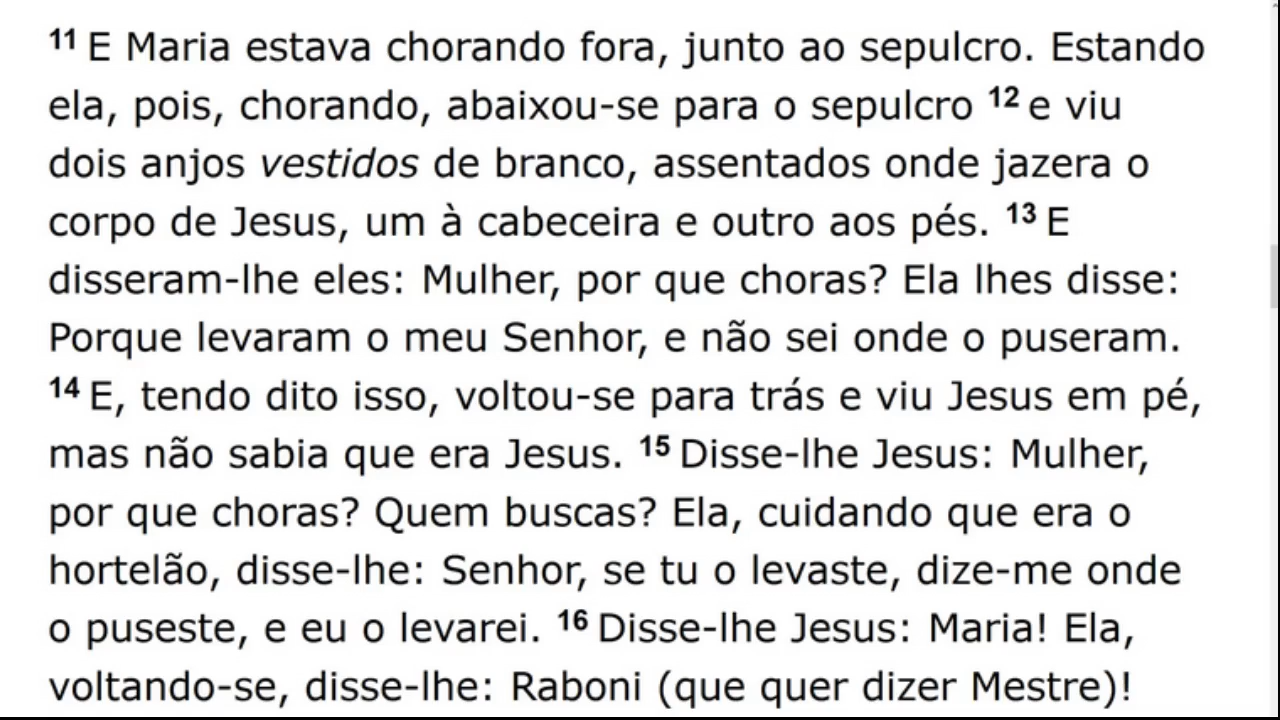 11 E Maria estava chorando fora, junto ao sepulcro. Estando
ela, pois, chorando, abaixou-se para o sepulcro 12 e viu
dois anjos vestidos de branco, assentados onde jazera o
corpo de Jesus, um à cabeceira e outro aos pés. 13 E
disseram-lhe eles: Mulher, por que choras? Ela lhes disse:
Porque levaram o meu Senhor, e não sei onde o puseram.
14 E, tendo dito isso, voltou-se para trás e viu Jesus em pé,
mas não sabia que era Jesus. 15 Disse-lhe Jesus: Mulher,
por que choras? Quem buscas? Ela, cuidando que era o
hortelão, disse-lhe: Senhor, se tu o levaste, dize-me onde
o puseste, e eu o levarei. 16 Disse-lhe Jesus: Maria! Ela,
voltando-se, disse-lhe: Raboni (que quer dizer Mestre)!